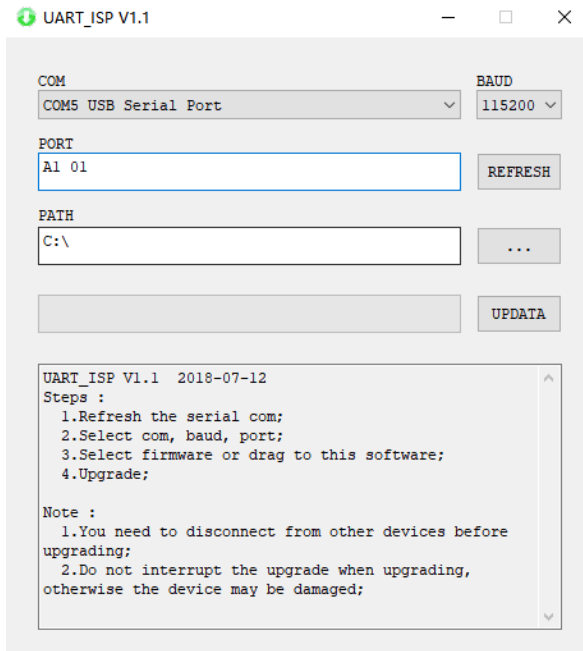 UART_ISP V1.1
COM
BAUD
COM5 USB Serial Port
115200
PORT
A1 01
REFRESH
PATH
C:\
...
UPDATA
UART_ISP V1.1  2018-07-12
Steps :
  1.Refresh the serial com;
  2.Select com, baud, port;
  3.Select firmware or drag to this software;
  4.Upgrade;
Note :
  1.You need to disconnect from other devices before
upgrading;
  2.Do not interrupt the upgrade when upgrading,
otherwise the device may be damaged;